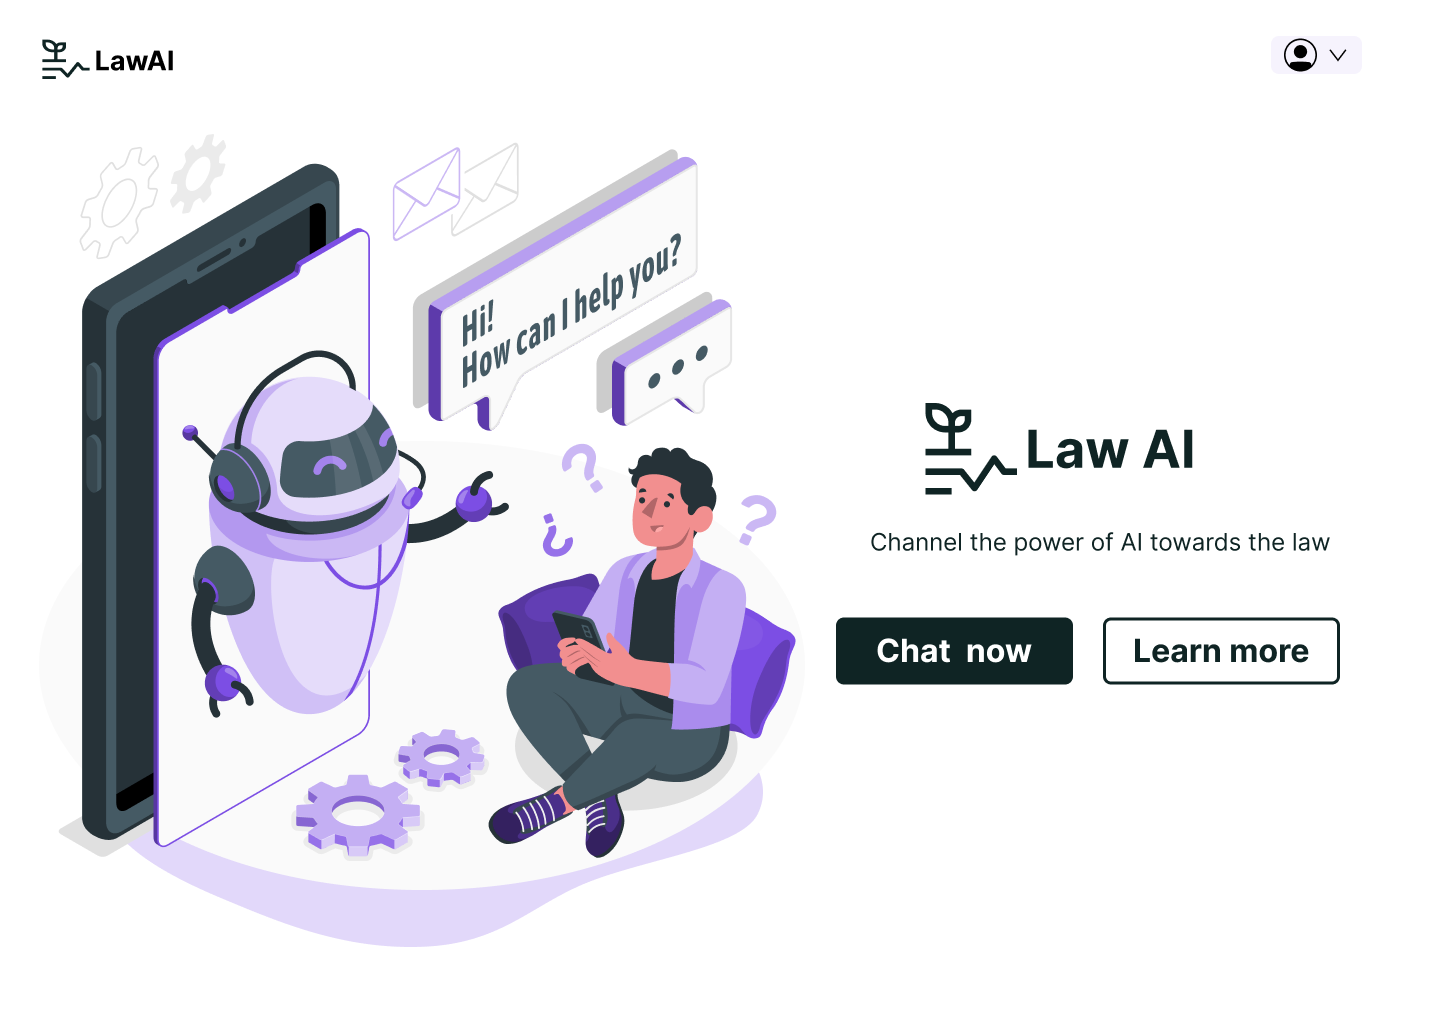 LawAI
Hi!
How can I help you?
Law AI
Channel the power of AI towards the law
Chat now
Learn more